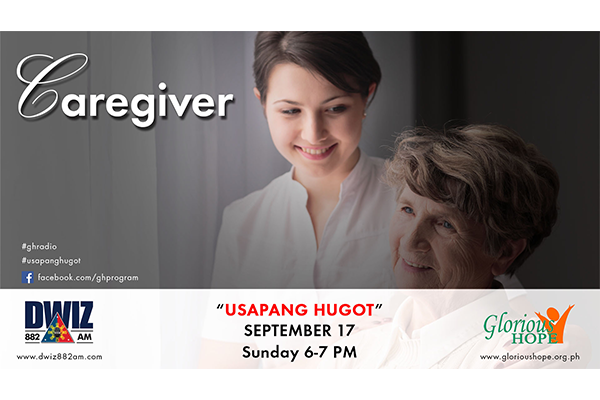 Caregiver
#ghradio
#usapanghugot
facebook.com/ghprogram
DWIZ
882 AM
www.dwiz882am.com
“USAPANG HUGOT”
SEPTEMBER 17
Sunday 6-7 PM
Glorious
HOPE
www.glorioushope.org.ph